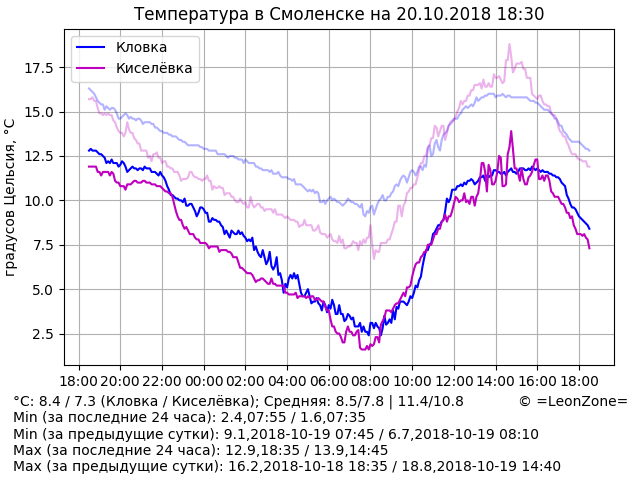 Температура в Смоленске на 20.10.2018 18:30
Кловка
Киселёвка
градусов Цельсия, °C
17.5
15.0
12.5
10.0
7.5
5.0
2.5
18:00 20:00 22:00 00:00 02:00 04:00 06:00 08:00 10:00 12:00 14:00 16:00 18:00
°C: 8.4 / 7.3 (Кловка / Киселёвка); Средняя: 8.5/7.8 | 11.4/10.8 © =LeonZone=
Min (за последние 24 часа): 2.4,07:55 / 1.6,07:35
Min (за предыдущие сутки): 9.1,2018-10-19 07:45 / 6.7,2018-10-19 08:10
Max (за последние 24 часа): 12.9,18:35 / 13.9,14:45
Max (за предыдущие сутки): 16.2,2018-10-18 18:35 / 18.8,2018-10-19 14:40